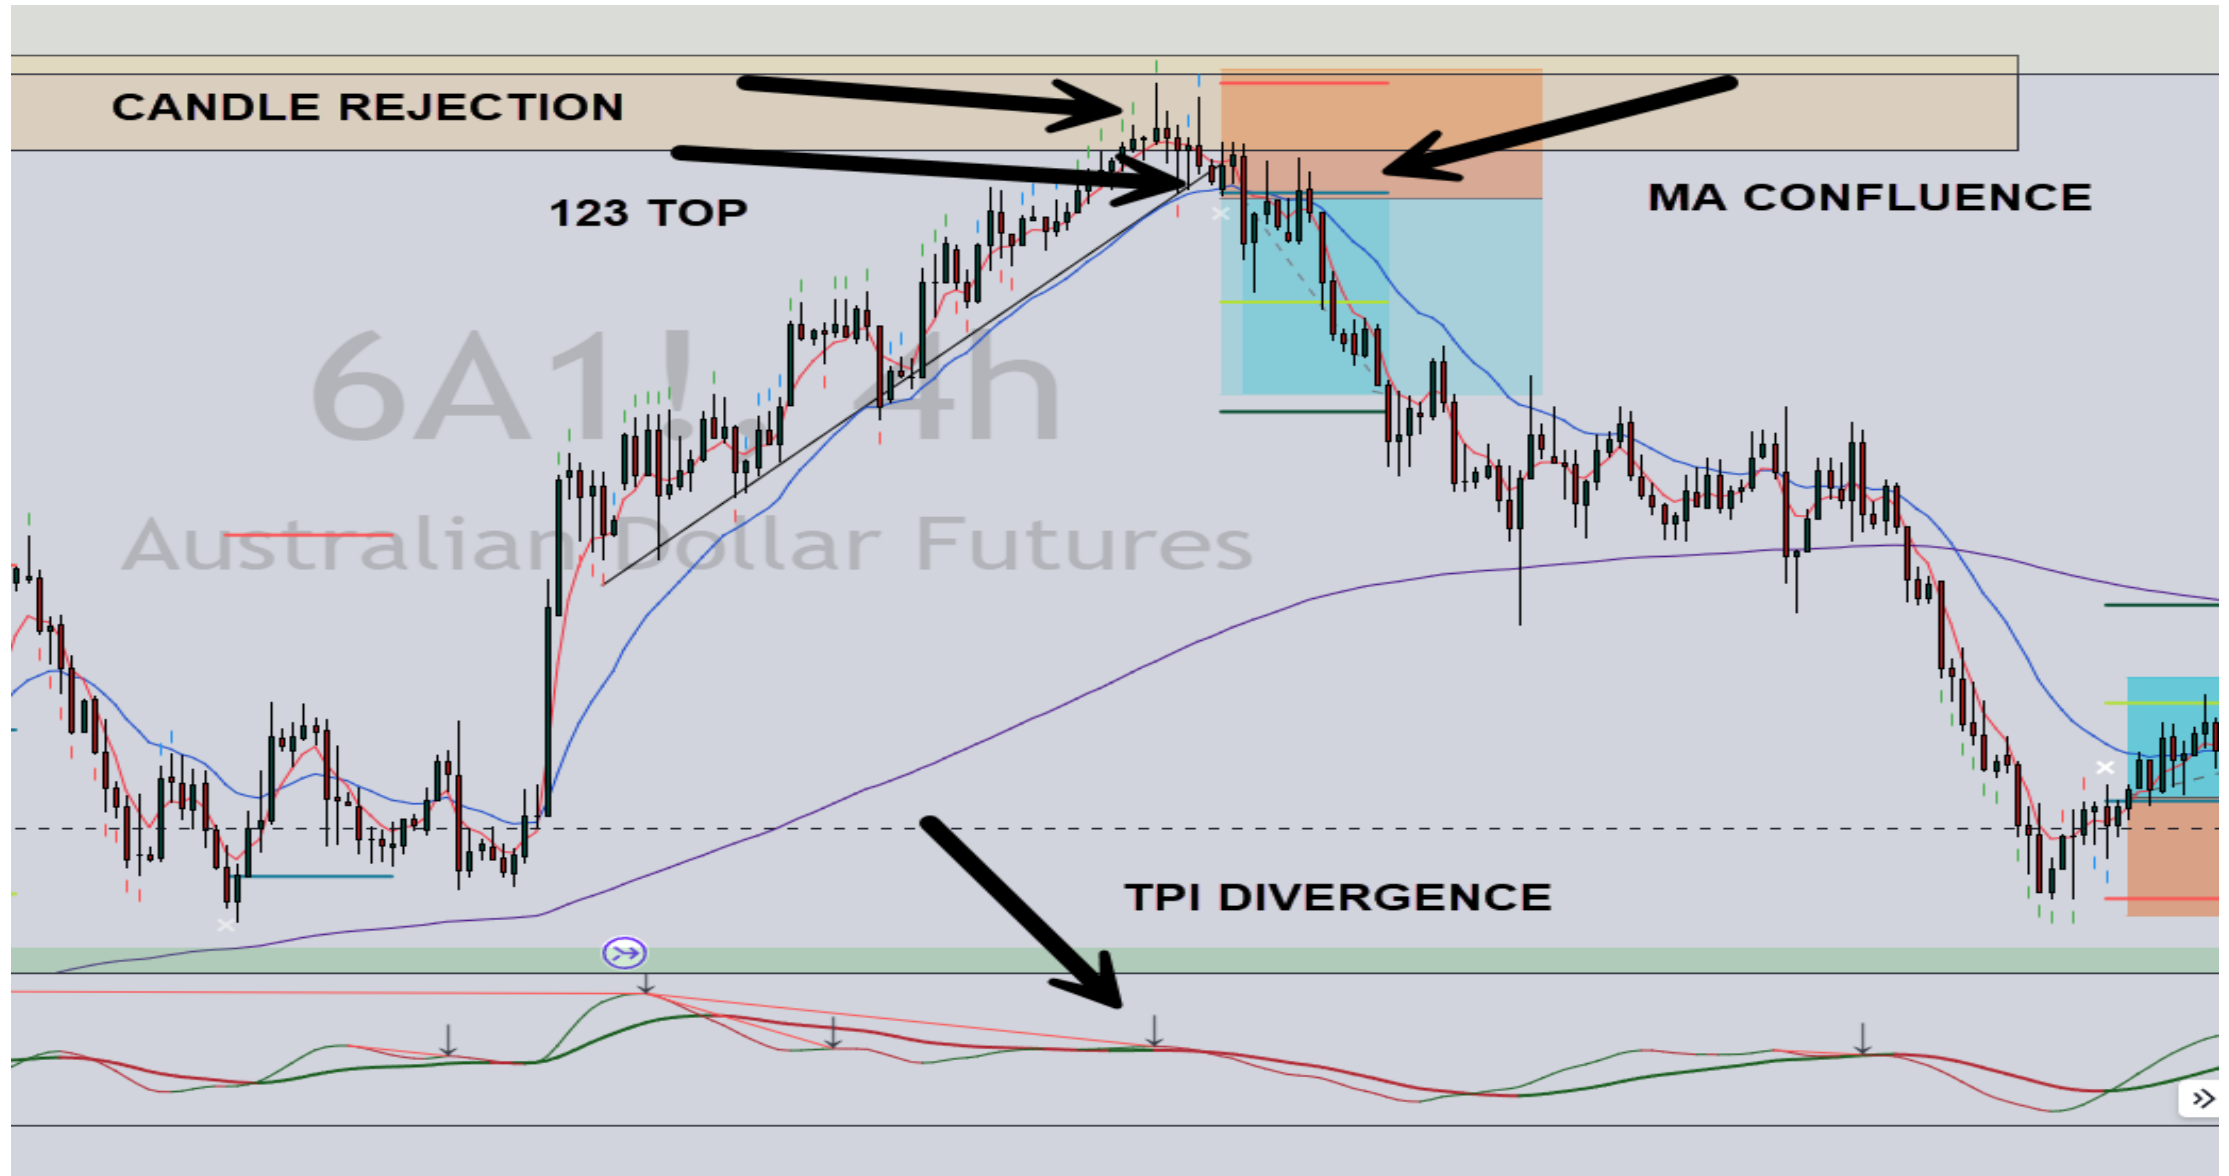 CANDLE REJECTION
123 TOP
MA CONFLUENCE
6A1!, 4h
Australian Dollar Futures
TPI DIVERGENCE